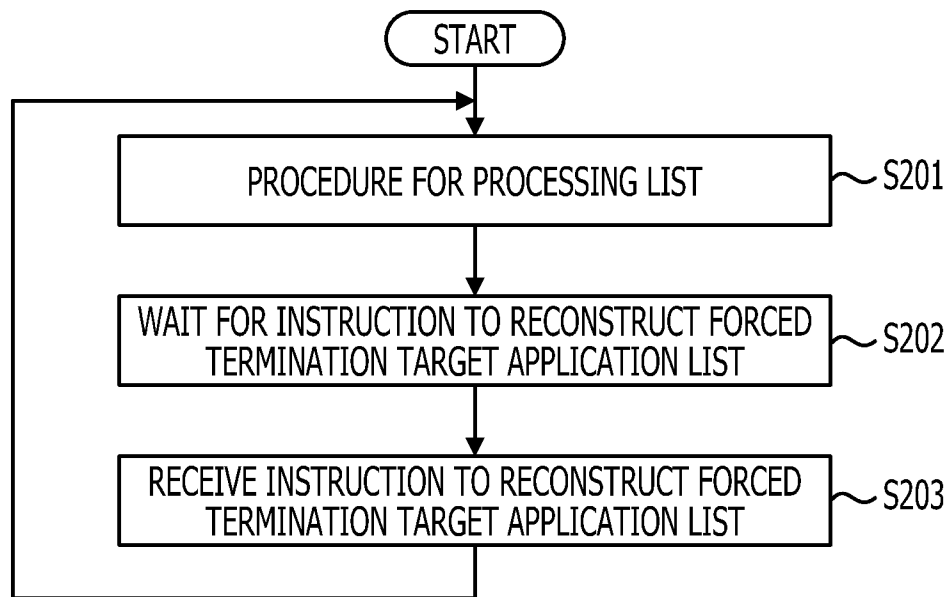 START
PROCEDURE FOR PROCESSING LIST
S201
WAIT FOR INSTRUCTION TO RECONSTRUCT FORCED
TERMINATION TARGET APPLICATION LIST
S202
RECEIVE INSTRUCTION TO RECONSTRUCT FORCED
TERMINATION TARGET APPLICATION LIST
S203